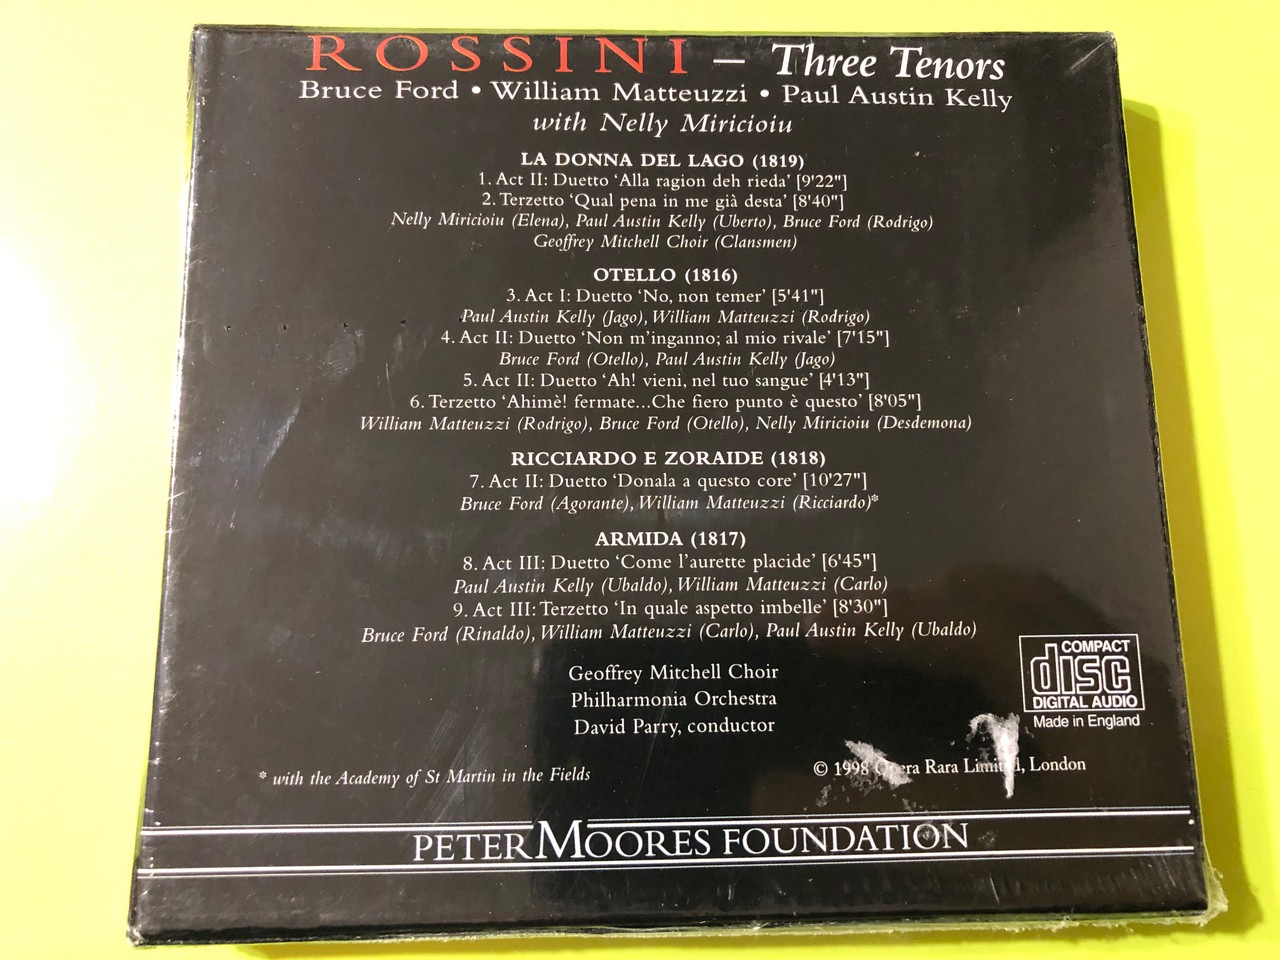 ROSSINI – Three Tenors
Bruce Ford • William Matteuzzi • Paul Austin Kelly
with Nelly Miricioiu
LA DONNA DEL LAGO (1819)
1. Act II: Duetto ‘Alla ragion deh rieda’ [9'22"]
2. Terzetto ‘Qual pena in me già desta’ [8'40"]
Nelly Miricioiu (Elena), Paul Austin Kelly (Uberto), Bruce Ford (Rodrigo)
Geoffrey Mitchell Choir (Clansmen)
OTELLO (1816)
3. Act I: Duetto ‘No, non temer’ [5'41"]
Paul Austin Kelly (Jago), William Matteuzzi (Rodrigo)
4. Act II: Duetto ‘Non m’inganno; al mio rivale’ [7'15"]
Bruce Ford (Otello), Paul Austin Kelly (Jago)
5. Act II: Duetto ‘Ah! vieni, nel tuo sangue’ [4'13"]
6. Terzetto ‘Ahimè! fermate...Che fiero punto è questo’ [8'05"]
William Matteuzzi (Rodrigo), Bruce Ford (Otello), Nelly Miricioiu (Desdemona)
RICCIARDO E ZORAIDE (1818)
7. Act II: Duetto ‘Donala a questo core’ [10'27"]
Bruce Ford (Agorante), William Matteuzzi (Ricciardo)*
ARMIDA (1817)
8. Act III: Duetto ‘Come l’aurette placide’ [6'45"]
Paul Austin Kelly (Ubaldo), William Matteuzzi (Carlo)
9. Act III: Terzetto ‘In quale aspetto imbelle’ [8'30"]
Bruce Ford (Rinaldo), William Matteuzzi (Carlo), Paul Austin Kelly (Ubaldo)
Geoffrey Mitchell Choir
Philharmonia Orchestra
David Parry, conductor
COMPACT
disc
DIGITAL AUDIO
Made in England
* with the Academy of St Martin in the Fields
© 1998 Opera Rara Limited, London
PETER MOORES FOUNDATION